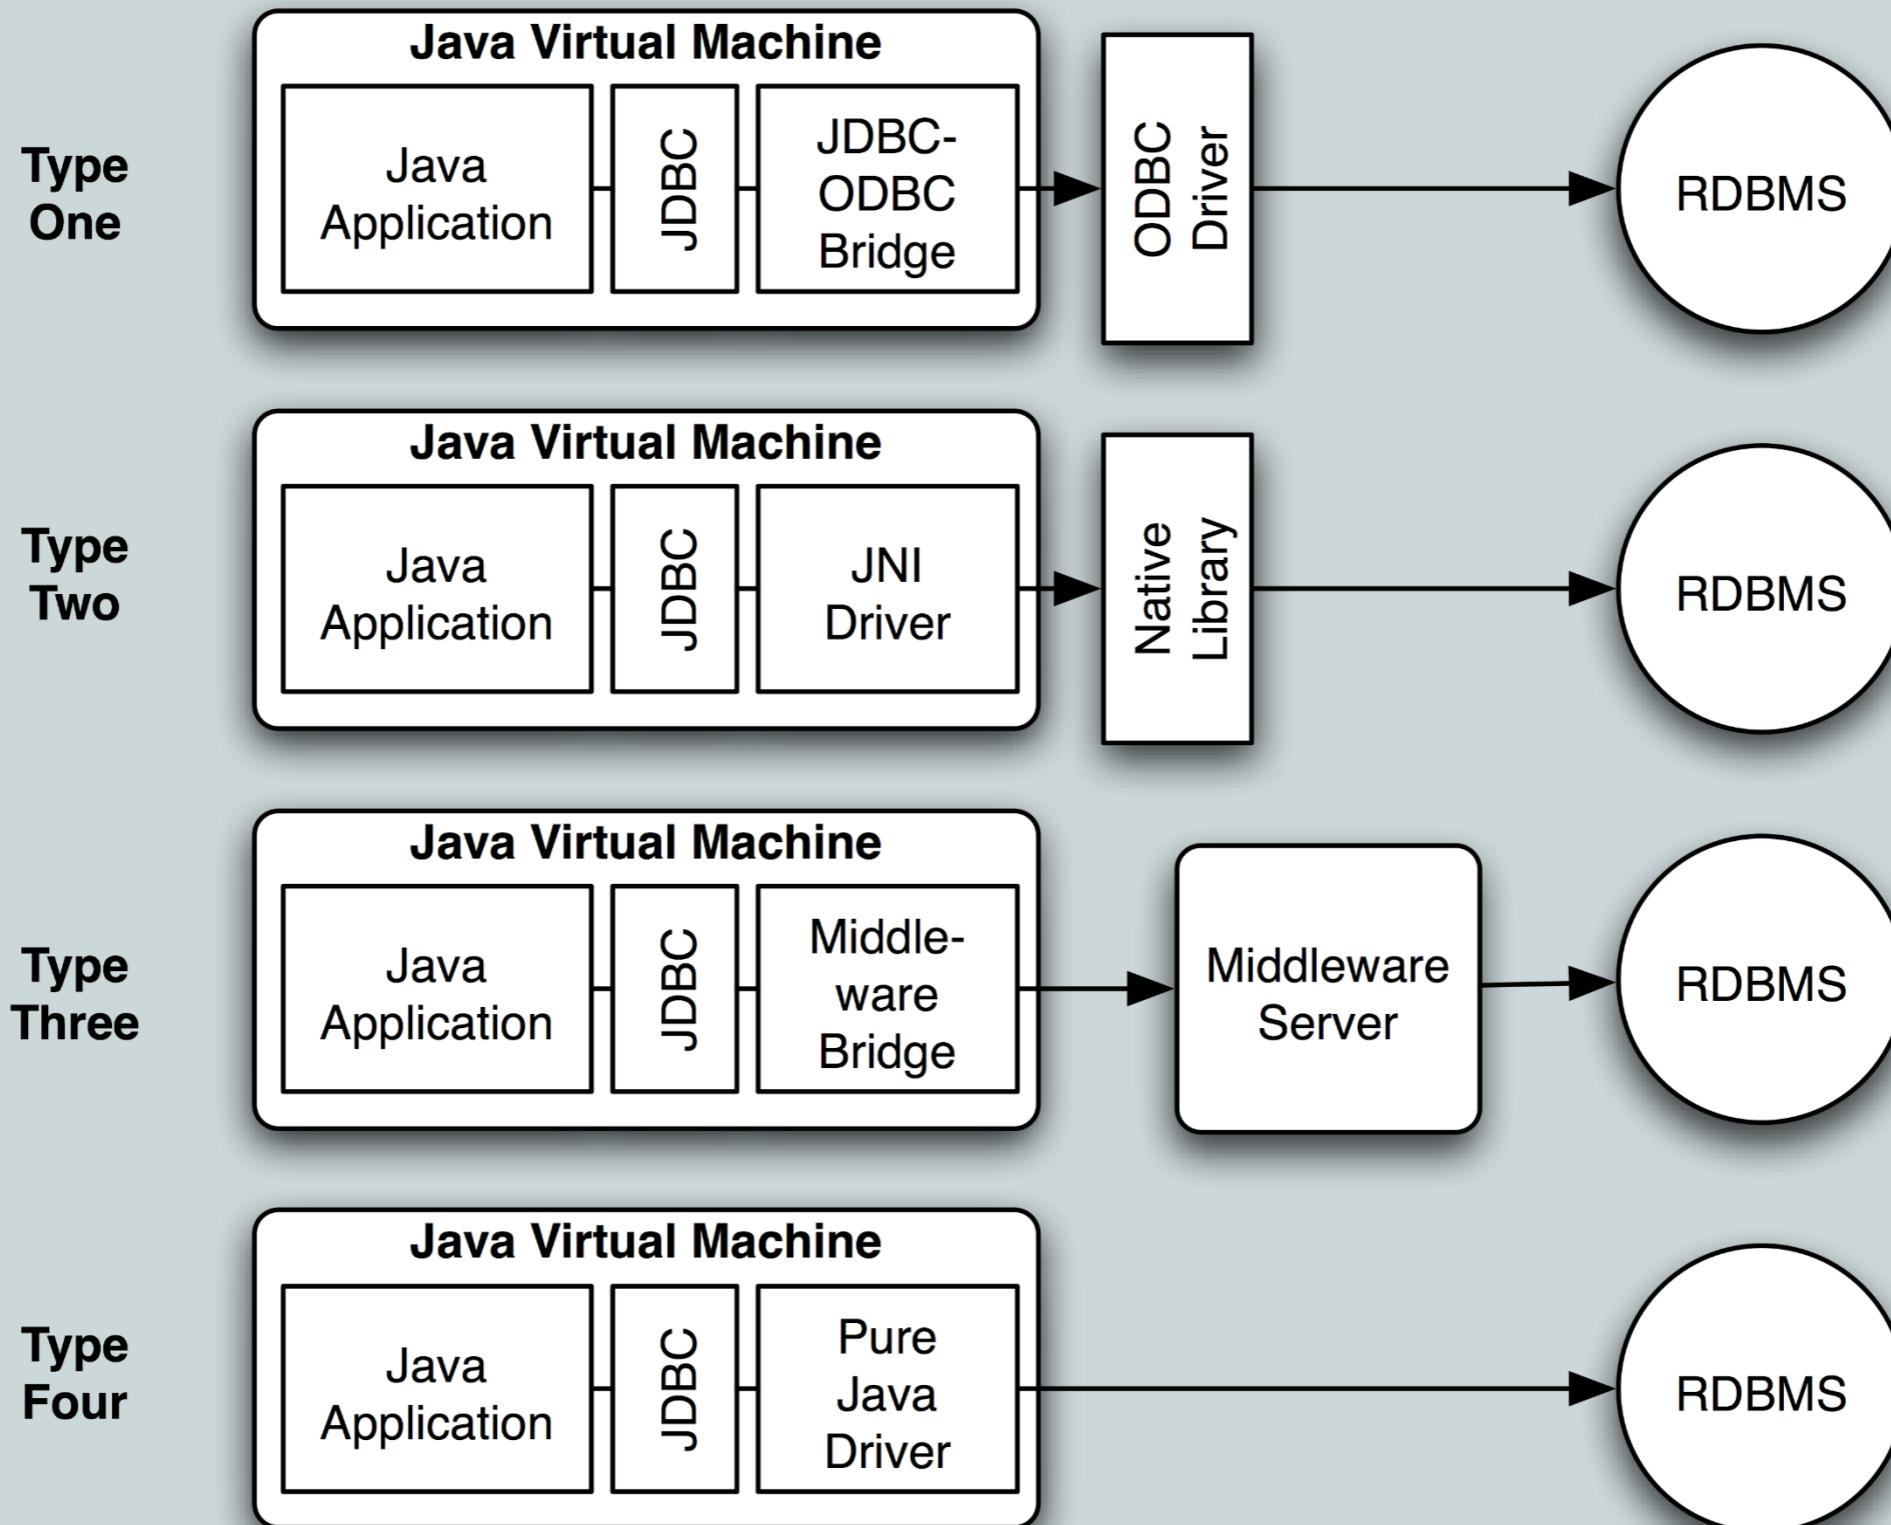 Type
One
Java Virtual Machine
Java
Application
JDBC
JDBC-
ODBC
Bridge
ODBC
Driver
RDBMS
Type
Two
Java Virtual Machine
Java
Application
JDBC
JNI
Driver
Native
Library
RDBMS
Type
Three
Java Virtual Machine
Java
Application
JDBC
Middle-
ware
Bridge
Middleware
Server
RDBMS
Type
Four
Java Virtual Machine
Java
Application
JDBC
Pure
Java
Driver
RDBMS